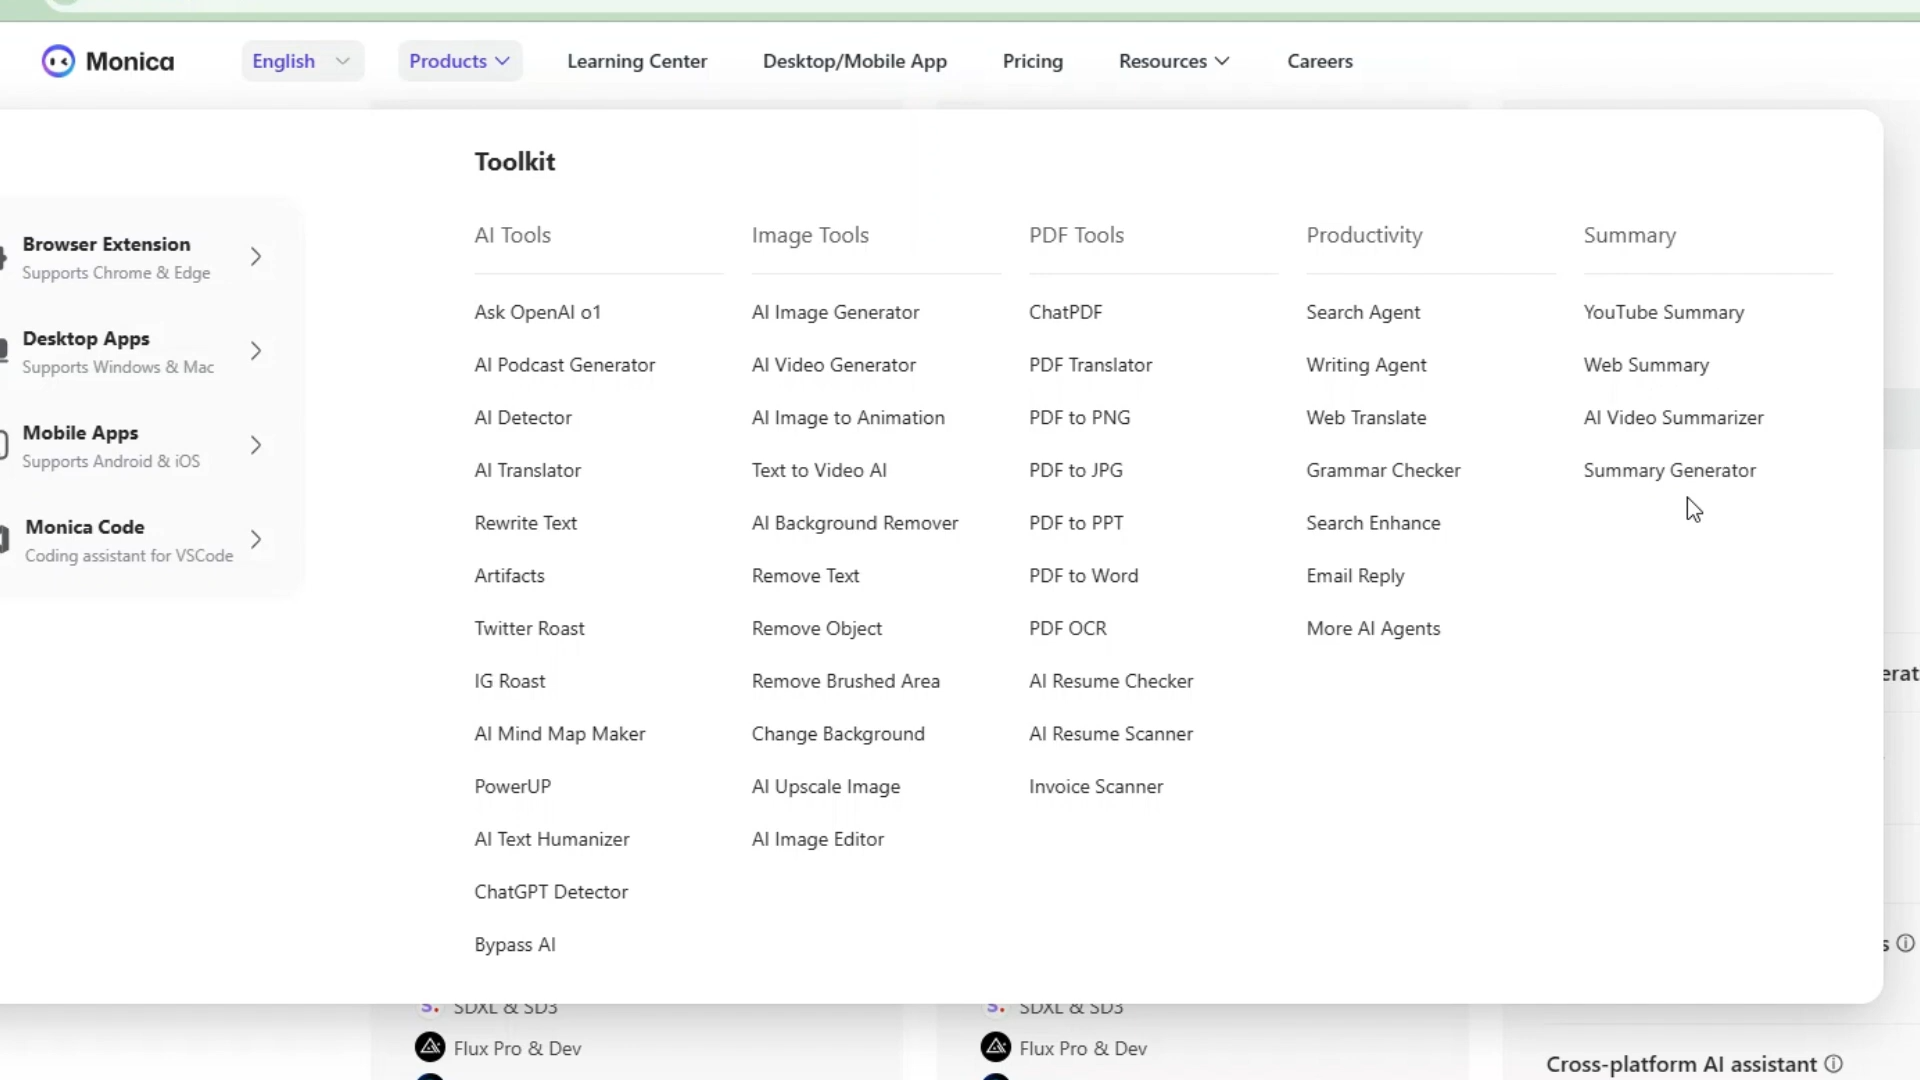 Monica
English
Products
Learning Center
Desktop/Mobile App
Pricing
Resources
Careers
Browser Extension
Supports Chrome & Edge
Desktop Apps
Supports Windows & Mac
Mobile Apps
Supports Android & iOS
Monica Code
Coding assistant for VSCode
Toolkit
AI Tools
Ask OpenAI o1
AI Podcast Generator
AI Detector
AI Translator
Rewrite Text
Artifacts
Twitter Roast
IG Roast
AI Mind Map Maker
PowerUP
AI Text Humanizer
ChatGPT Detector
Bypass AI
Image Tools
AI Image Generator
AI Video Generator
AI Image to Animation
Text to Video AI
AI Background Remover
Remove Text
Remove Object
Remove Brushed Area
Change Background
AI Upscale Image
AI Image Editor
PDF Tools
ChatPDF
PDF Translator
PDF to PNG
PDF to JPG
PDF to PPT
PDF to Word
PDF OCR
AI Resume Checker
AI Resume Scanner
Invoice Scanner
Productivity
Search Agent
Writing Agent
Web Translate
Grammar Checker
Search Enhance
Email Reply
More AI Agents
Summary
YouTube Summary
Web Summary
AI Video Summarizer
Summary Generator
SDXL & SD3
Flux Pro & Dev
SDXL & SD3
Flux Pro & Dev
Cross-platform AI assistant